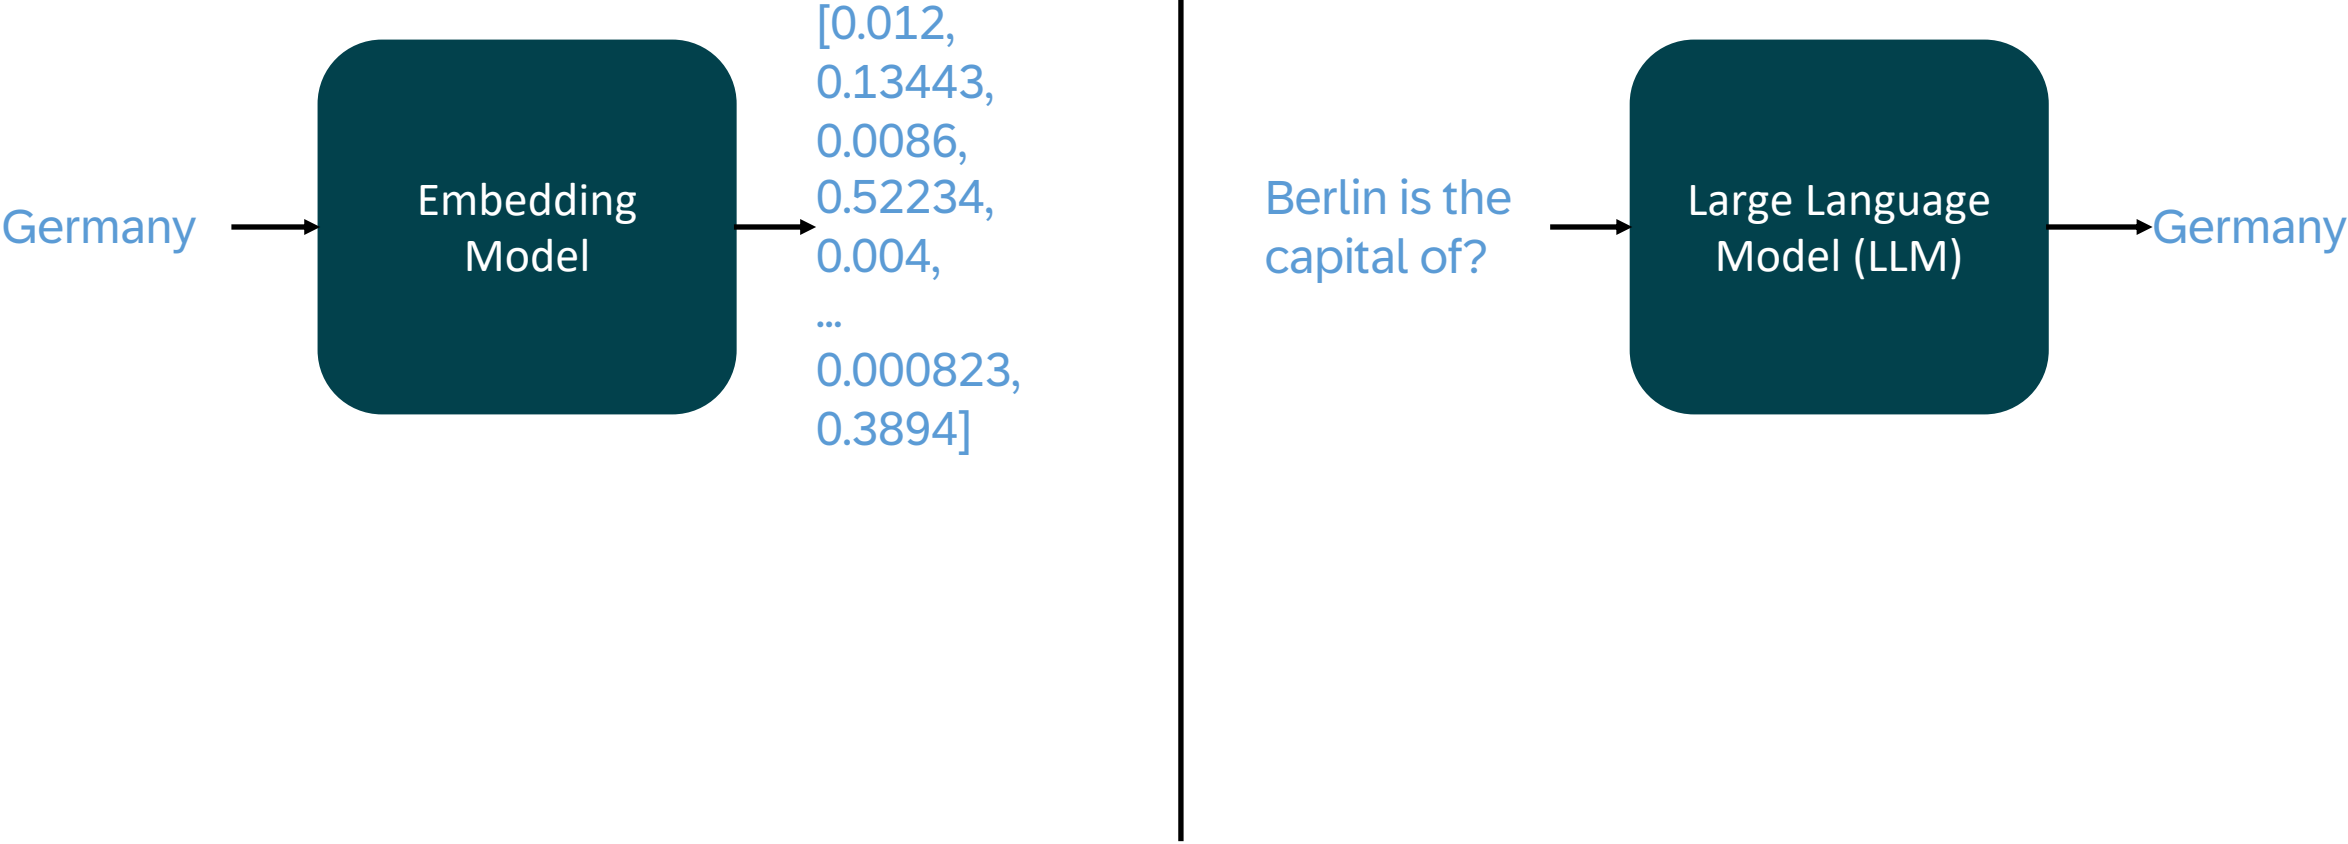 Germany
Embedding
Model
[0.012,
0.13443,
0.0086,
0.52234,
0.004,
...
0.000823,
0.3894]
Berlin is the
capital of?
Large Language
Model (LLM)
Germany